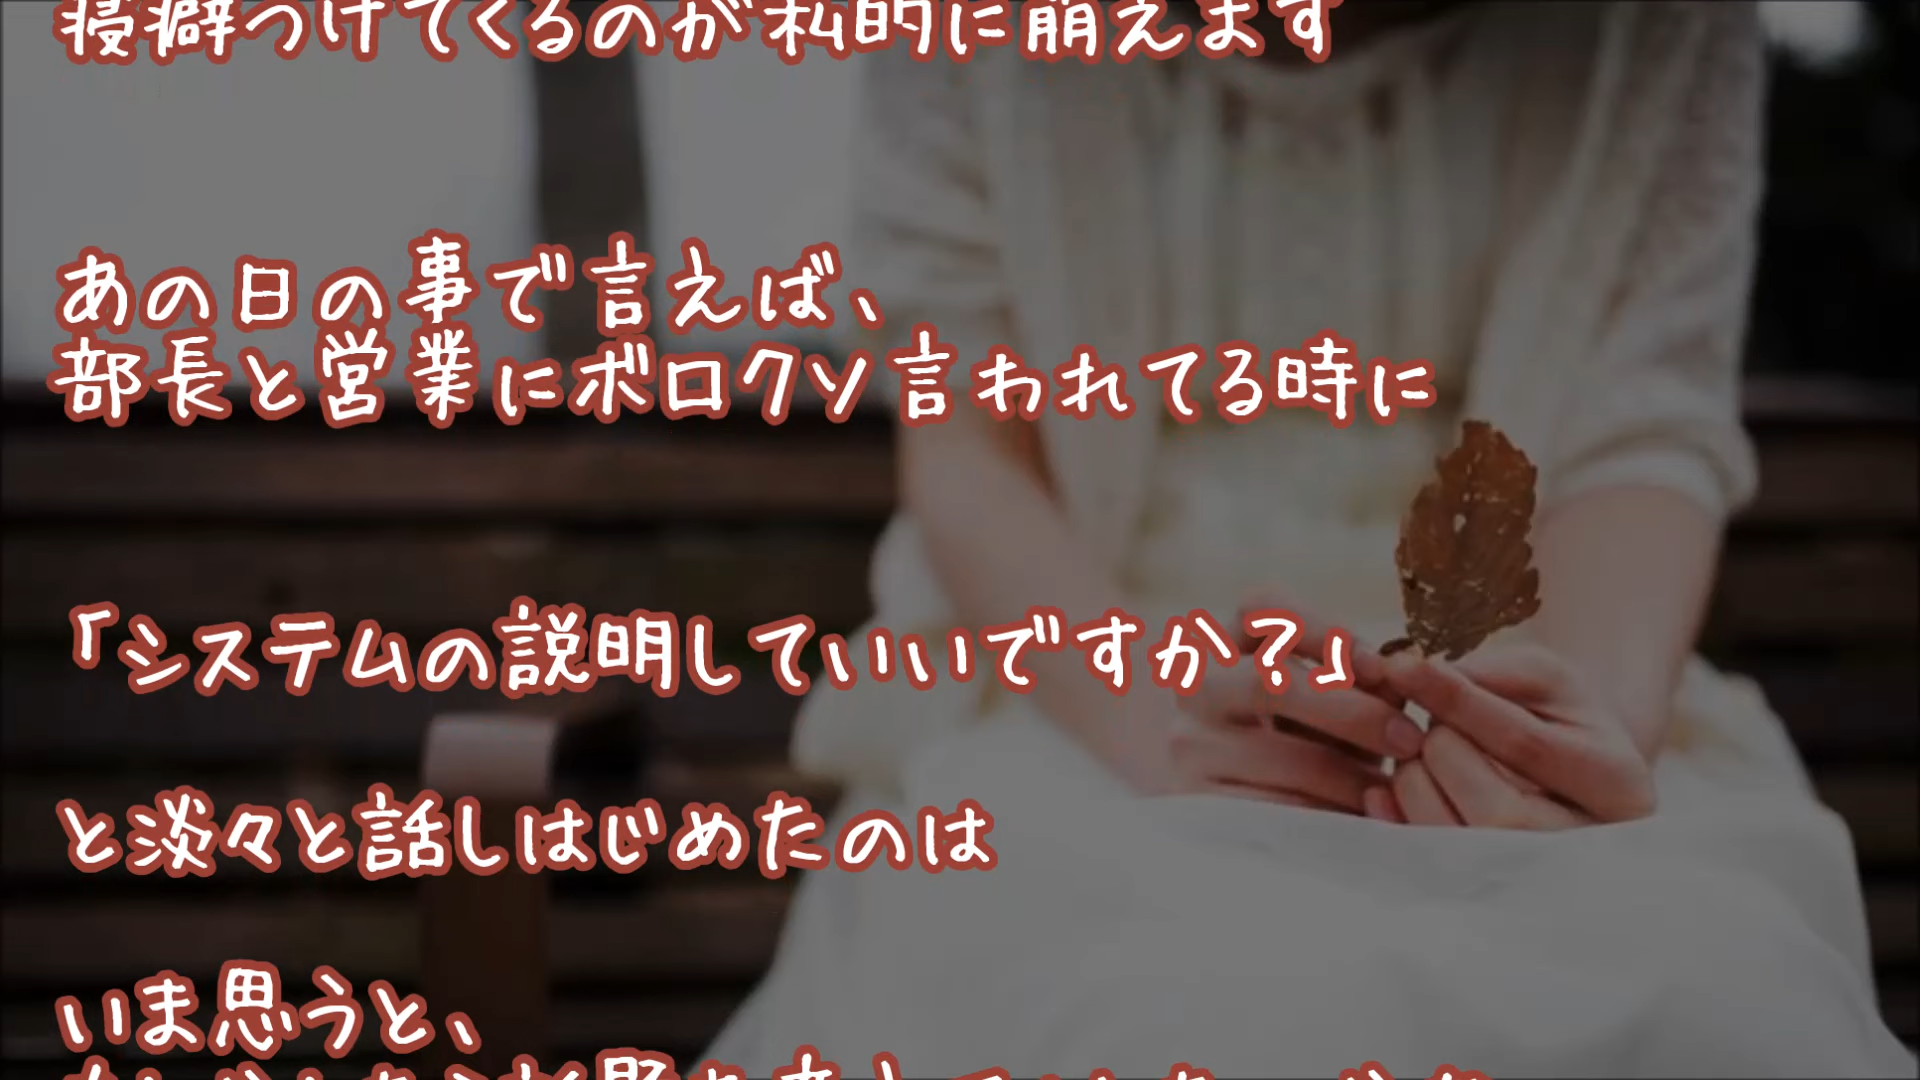 寝癖つけてくるのが私的に崩えます
あの日の事で言えば、
部長と営業にボロクソ言われてる時に
「システムの説明していいですか？」
と淡々と話しはじめたのは
いま思うと、